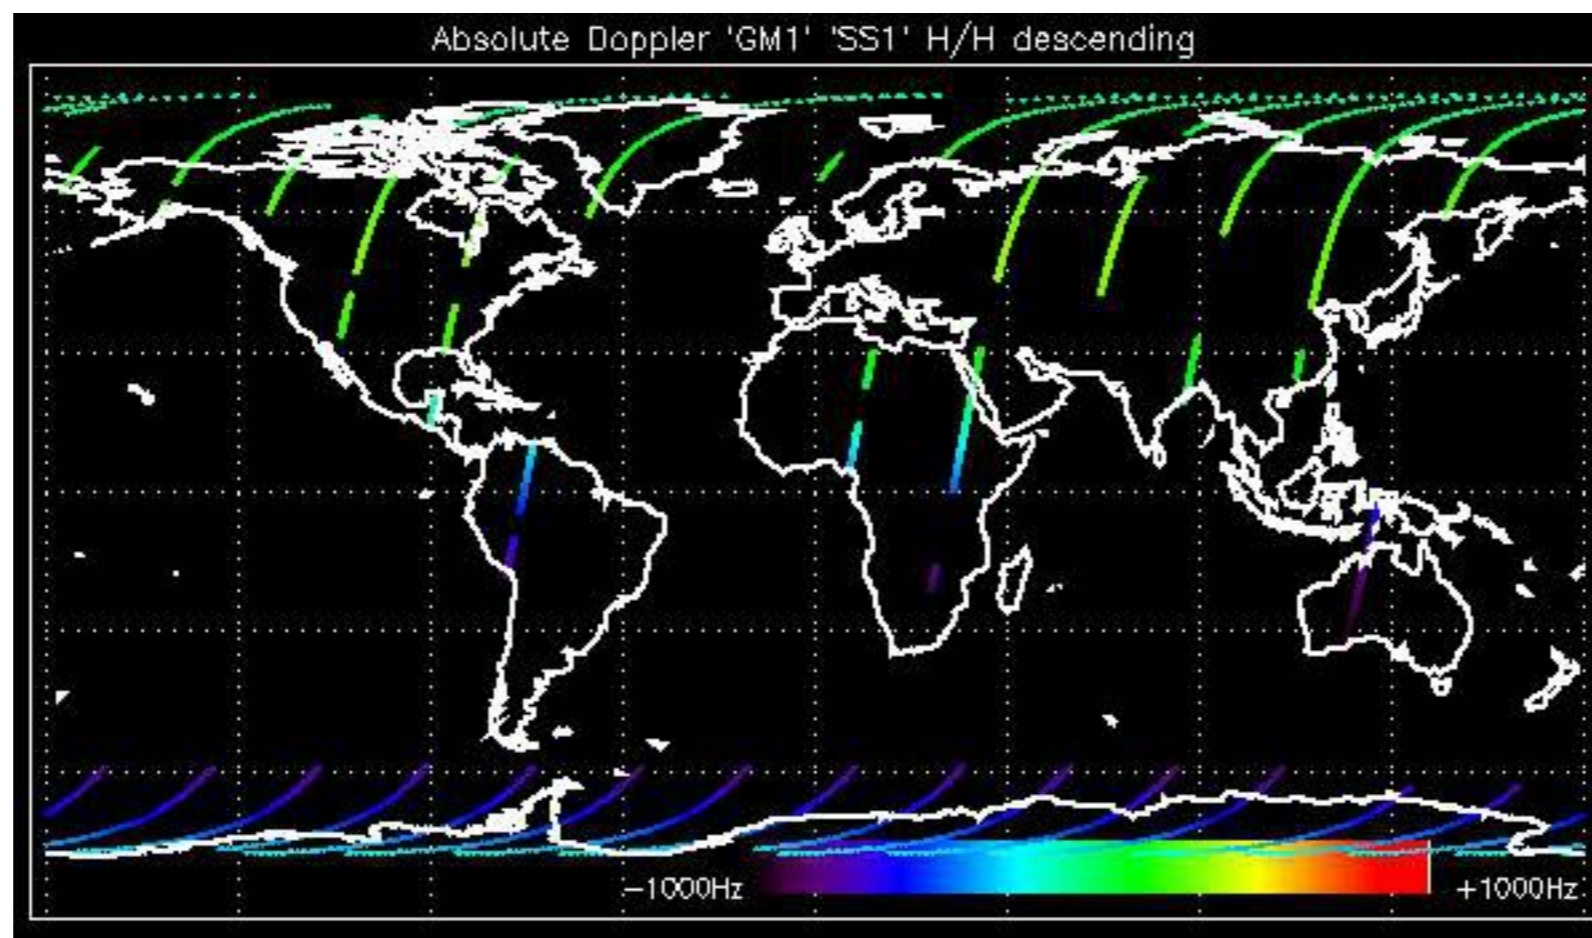 Absolute Doppler 'GM1' 'SS1' H/H descending
-1000Hz
+1000Hz